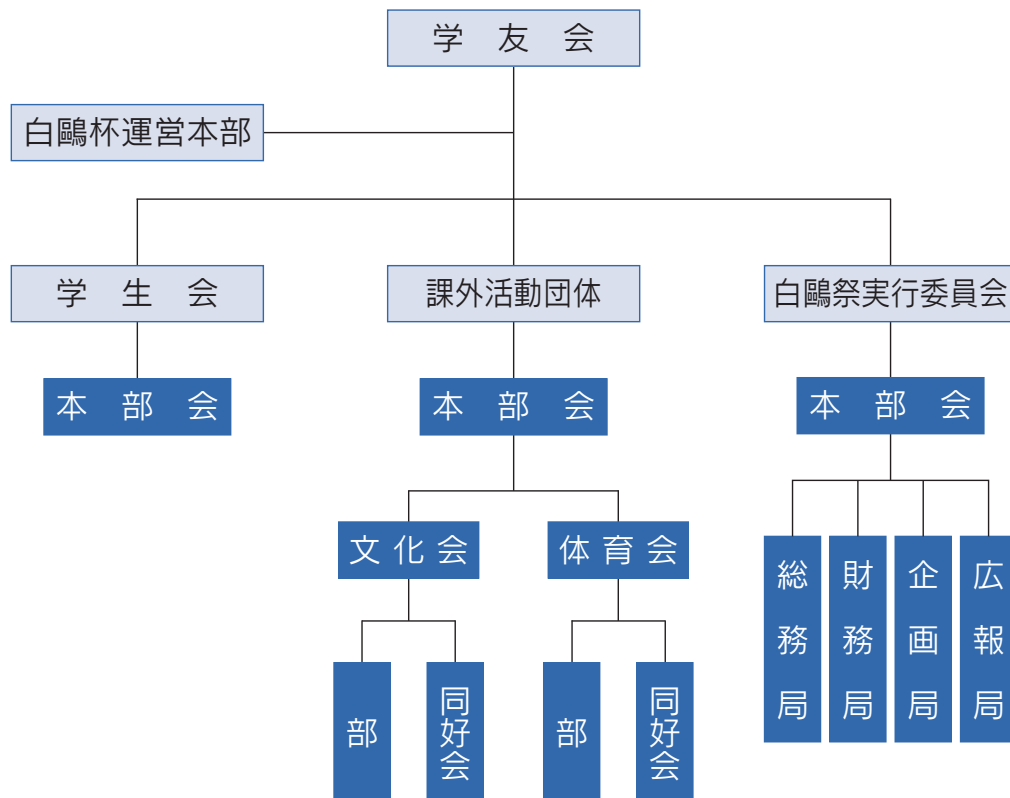 学友会
白鷗杯運営本部
学生会
課外活動団体
白鷗祭実行委員会
本部会
本部会
本部会
文化会
体育会
部
同好会
部
同好会
総務局
財務局
企画局
広報局